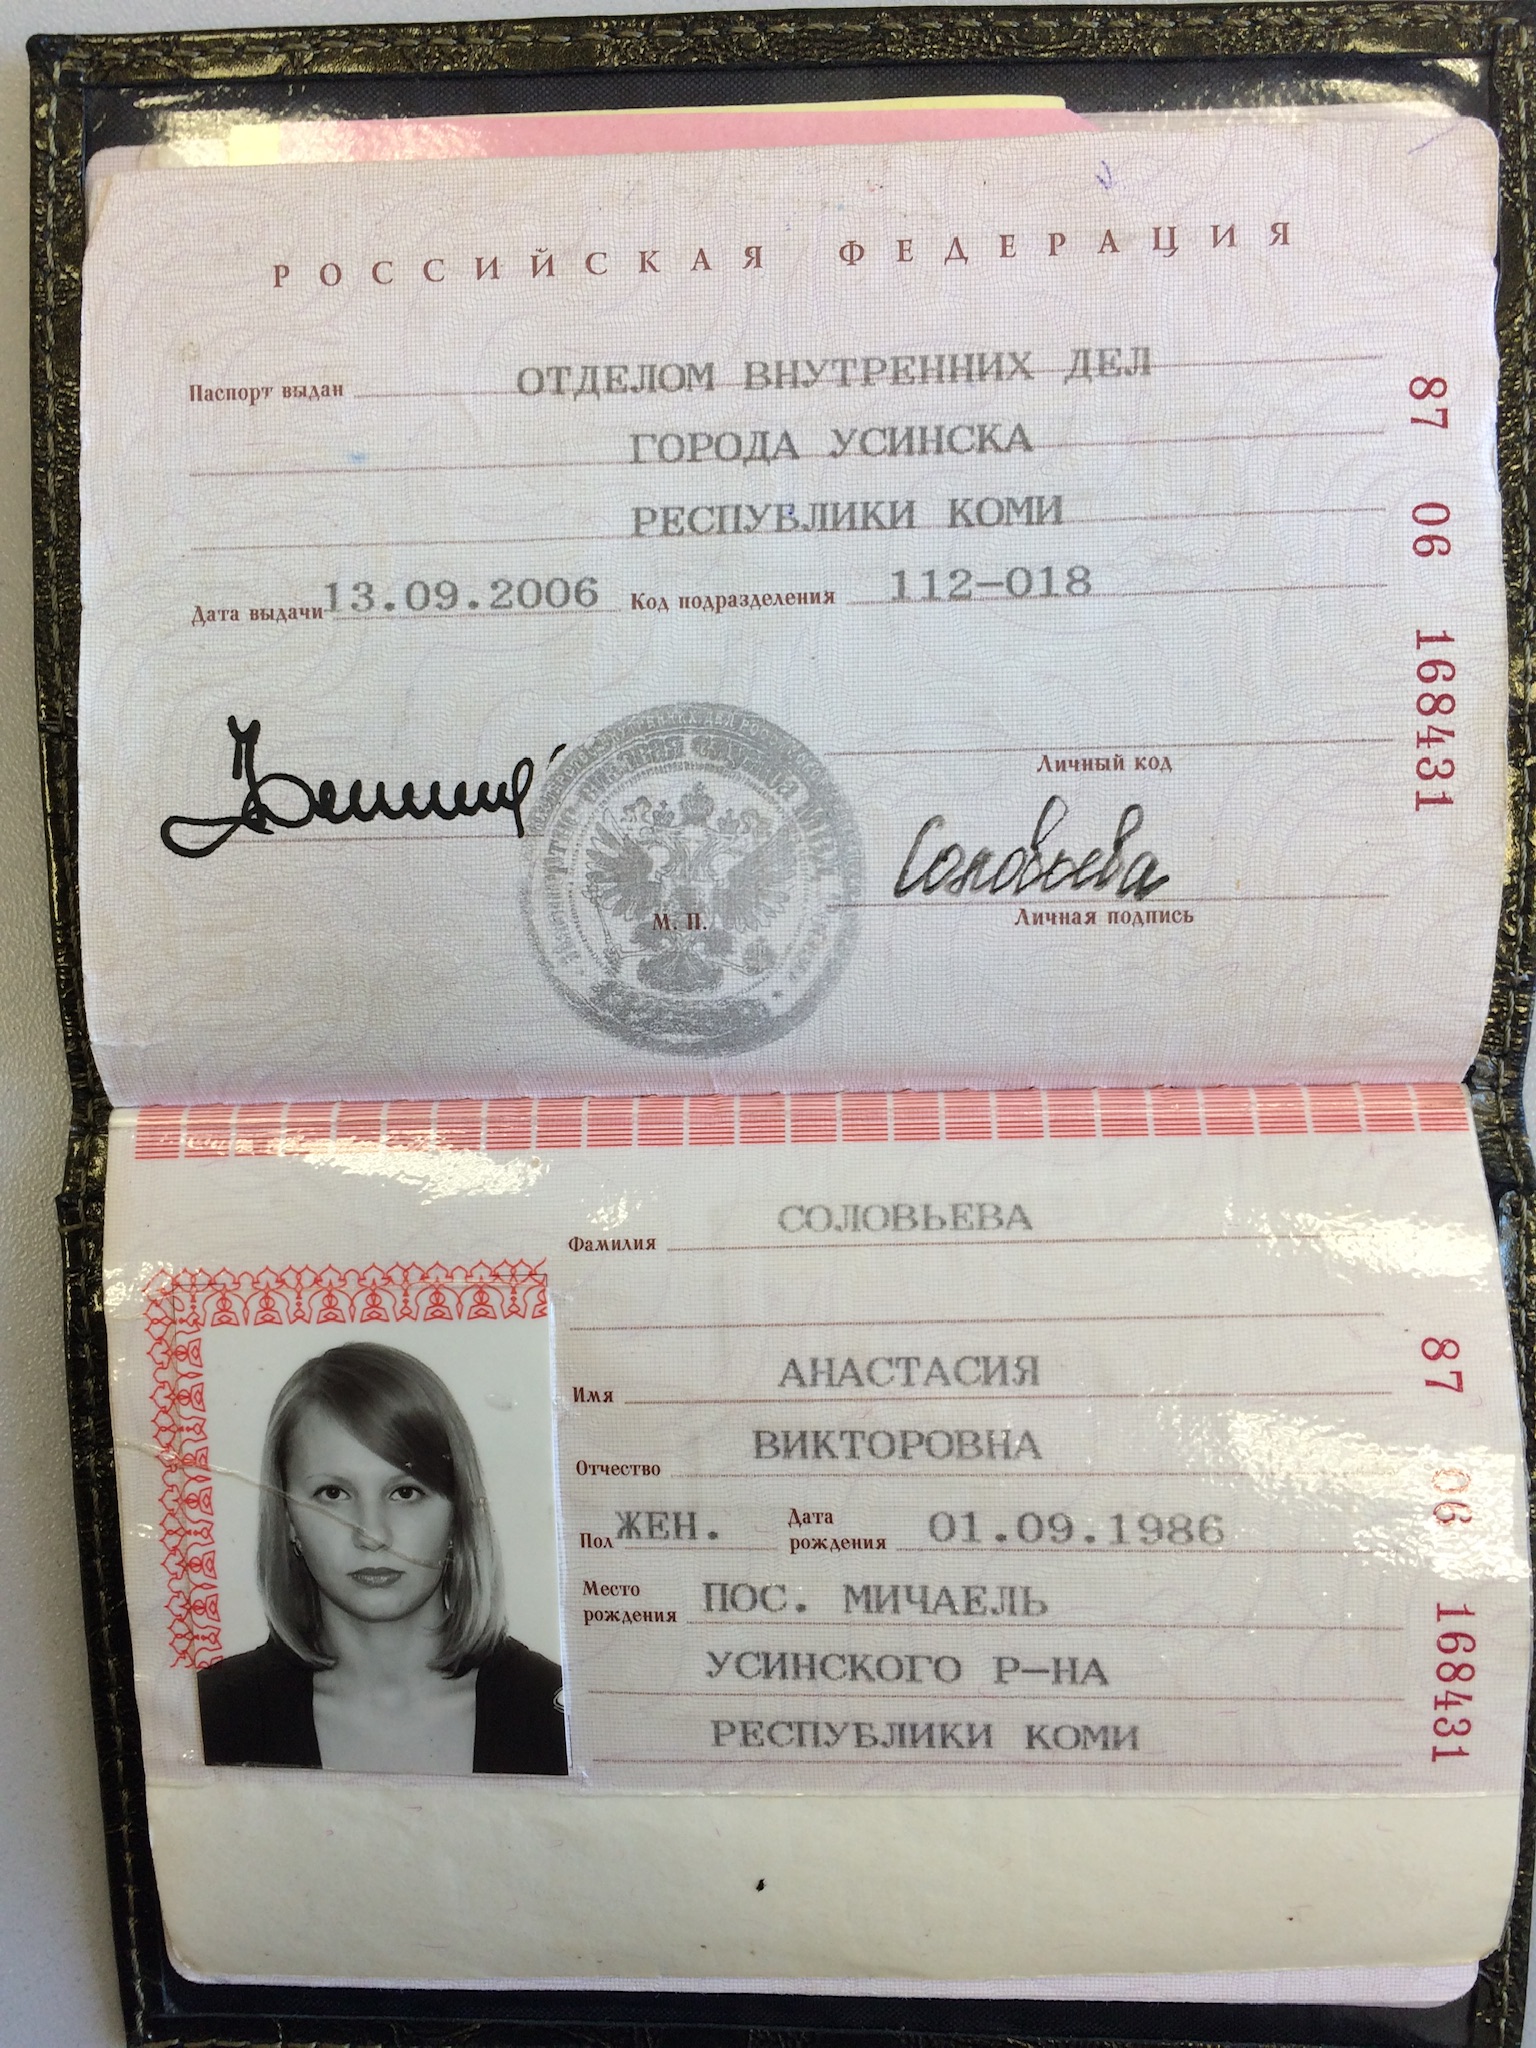 РОССИЙСКАЯ ФЕДЕРАЦИЯ
Паспорт выдан ОТДЕЛОМ ВНУТРЕННИХ ДЕЛ
ГОРОДА УСИНСКА
РЕСПУБЛИКИ КОМИ
Дата выдачи 13.09.2006 Код подразделения 112-018
87 06 168431
Личный код
Соловьева
М. П.
Личная подпись
Фамилия СОЛОВЬЕВА
Имя АНАСТАСИЯ
Отчество ВИКТОРОВНА
Пол ЖЕН. Дата рождения 01.09.1986
Место рождения ПОС. МИЧАЕЛЬ
УСИНСКОГО Р-НА
РЕСПУБЛИКИ КОМИ
87 06 168431